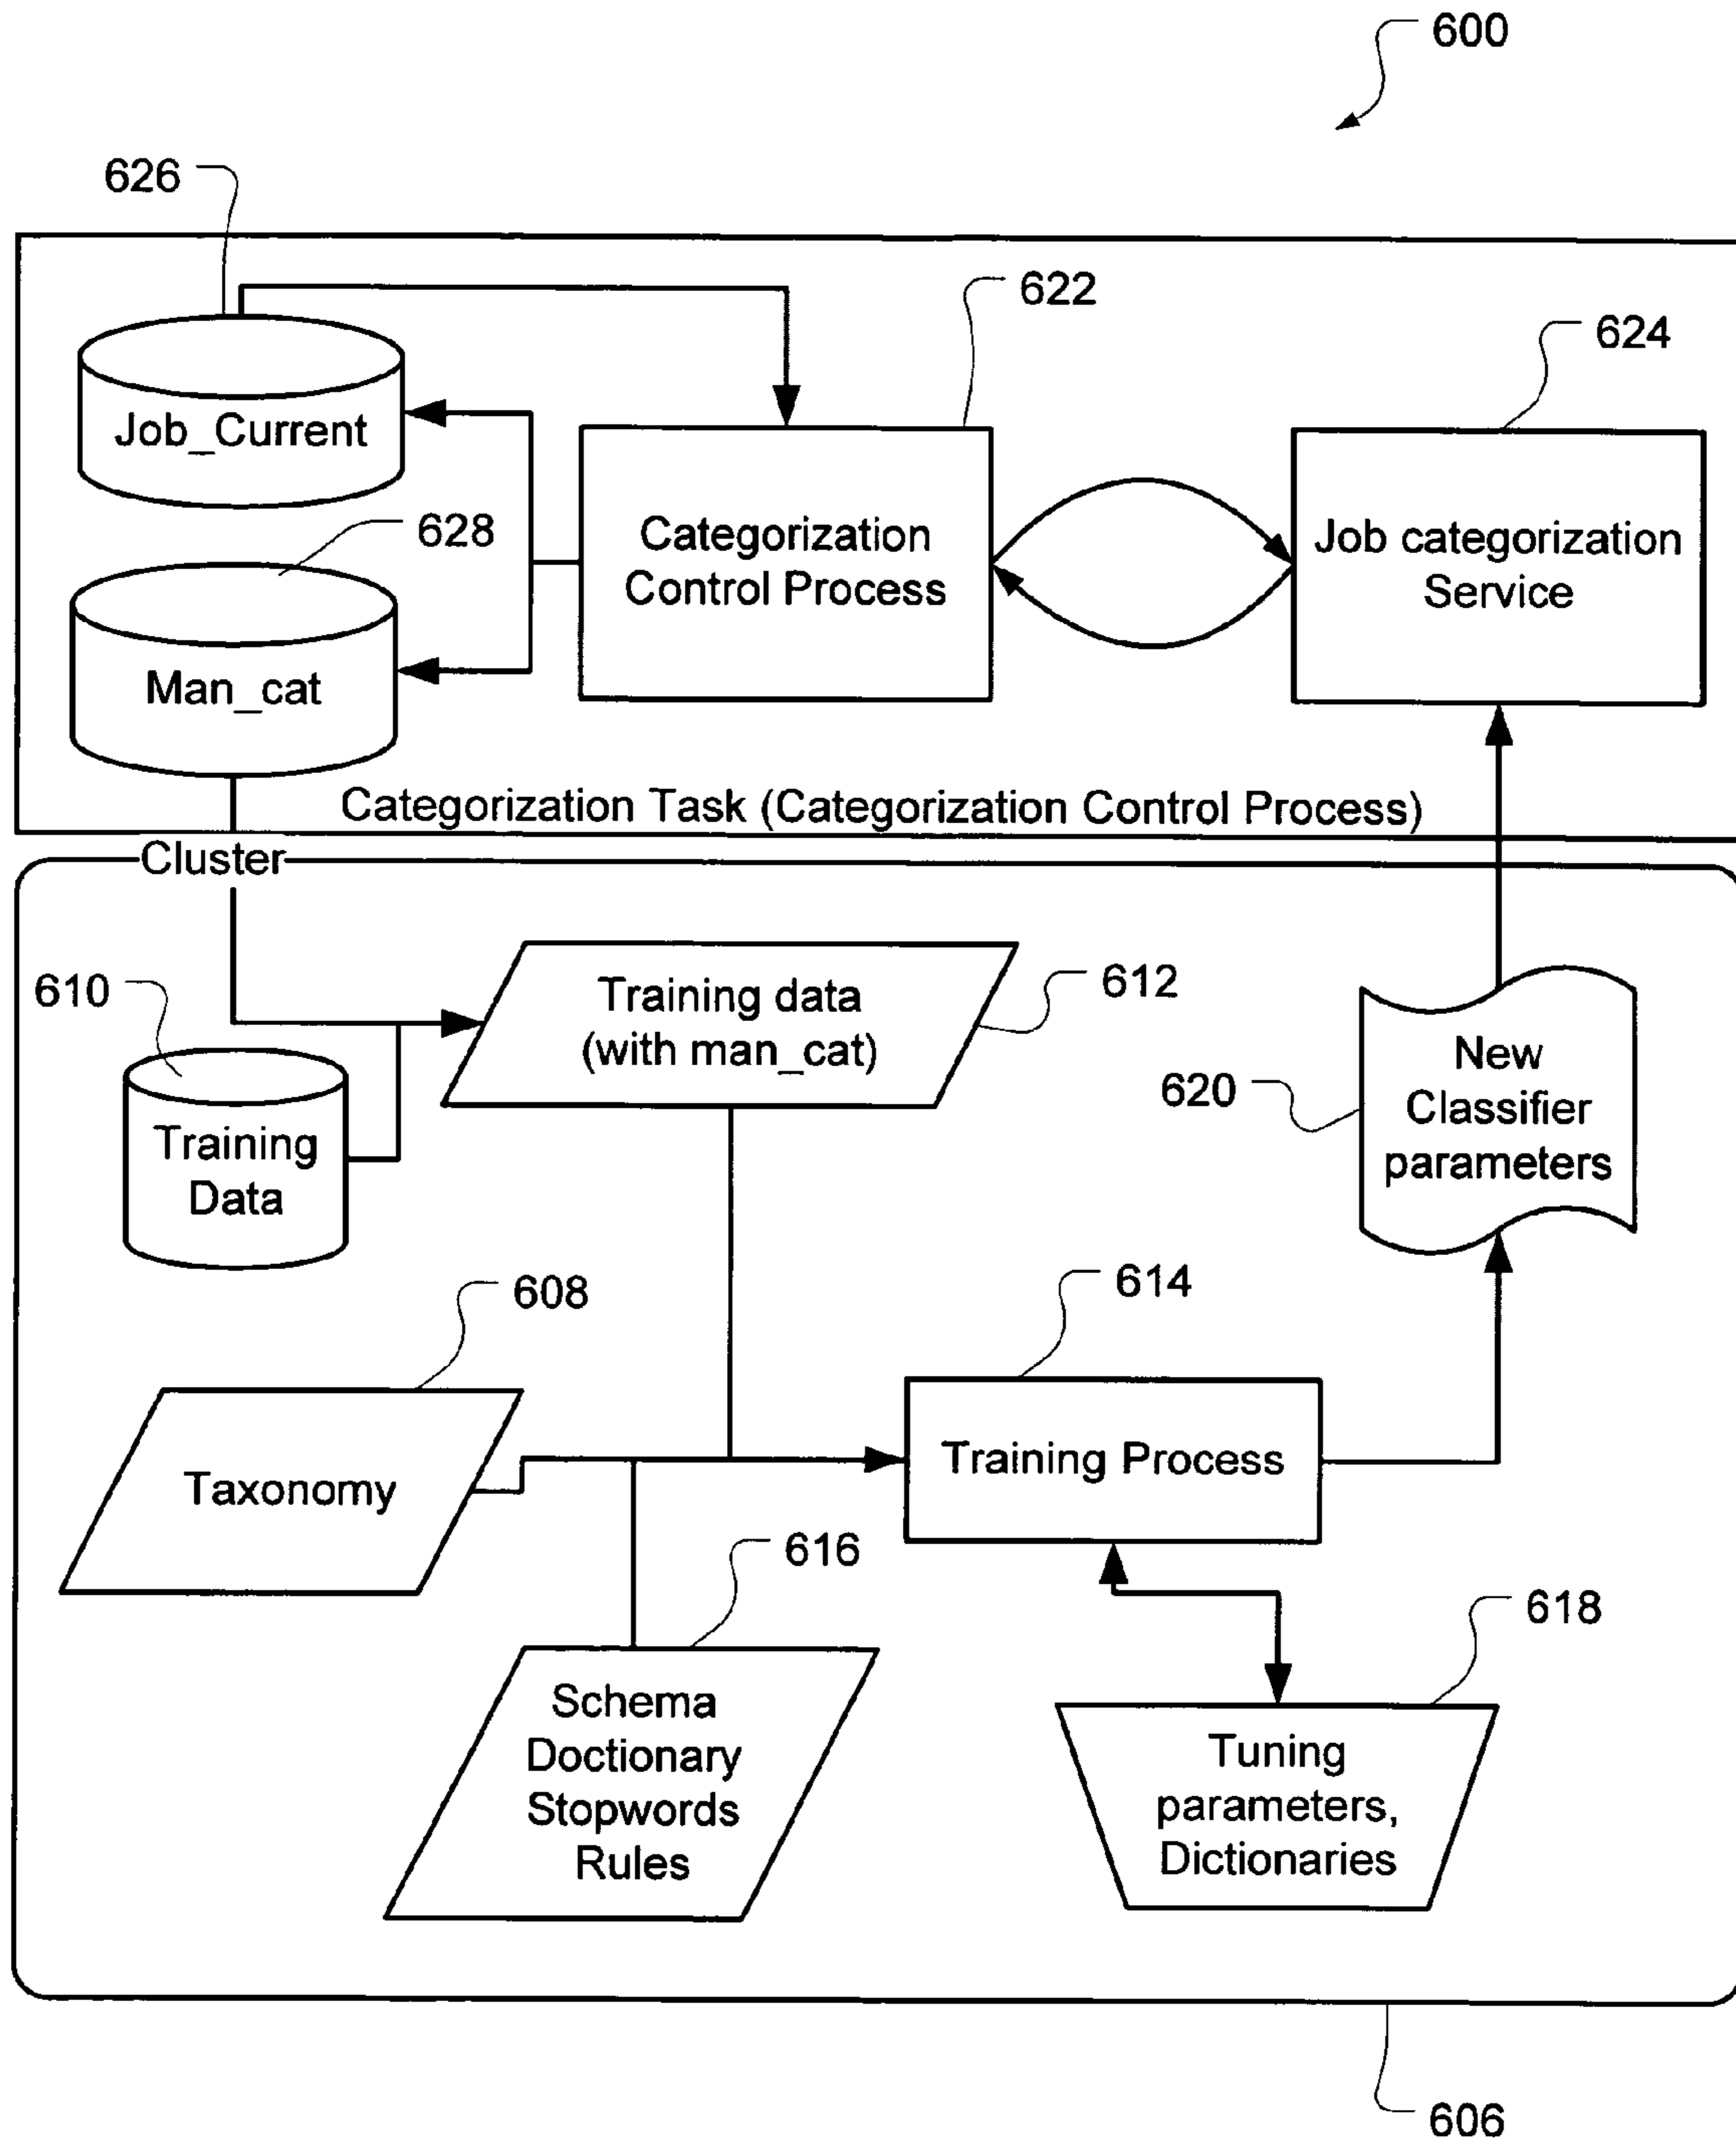 600
626
622
624
Job_Current
628
Categorization
Control Process
Job categorization
Service
Man_cat
Categorization Task (Categorization Control Process)
Cluster
610
Training data
(with man_cat)
612
Training
Data
620
New
Classifier
parameters
608
614
Taxonomy
Training Process
616
618
Schema
Doctionary
Stopwords
Rules
Tuning
parameters,
Dictionaries
606